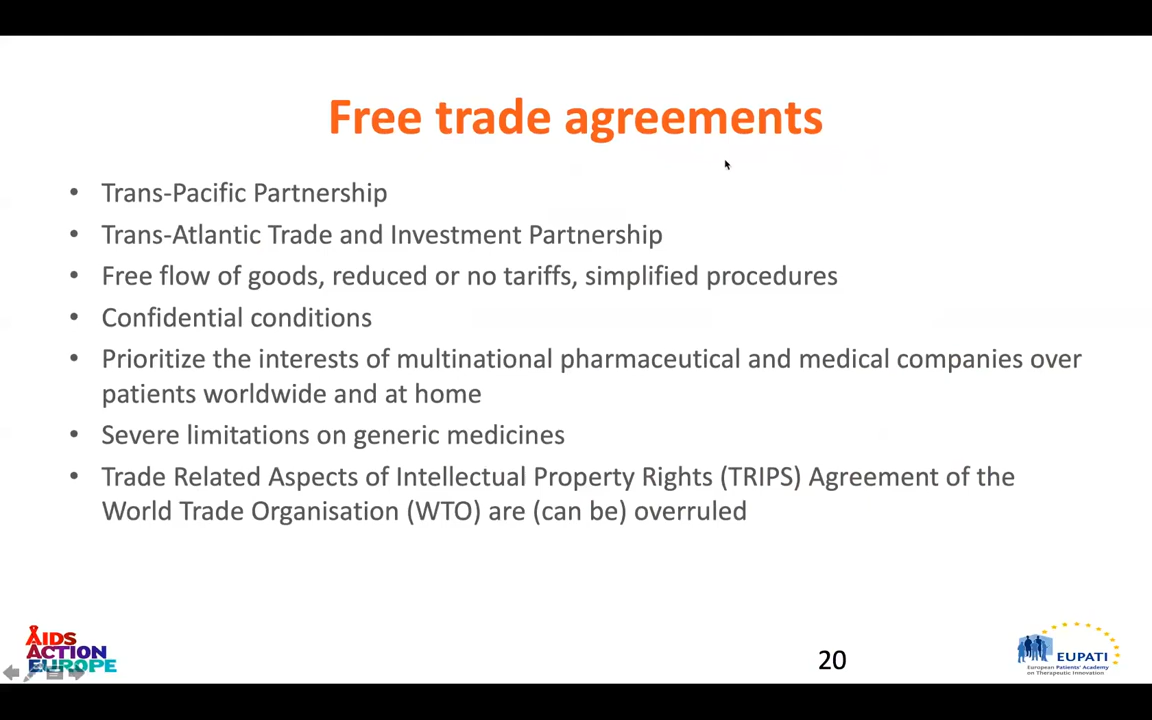 Free trade agreements
• Trans-Pacific Partnership
• Trans-Atlantic Trade and Investment Partnership
• Free flow of goods, reduced or no tariffs, simplified procedures
• Confidential conditions
• Prioritize the interests of multinational pharmaceutical and medical companies over
patients worldwide and at home
• Severe limitations on generic medicines
• Trade Related Aspects of Intellectual Property Rights (TRIPS) Agreement of the
World Trade Organisation (WTO) are (can be) overruled
AIDS
ACTION
EUROPE
20
EUPATI
European Patients' Academy
on Therapeutic Innovation